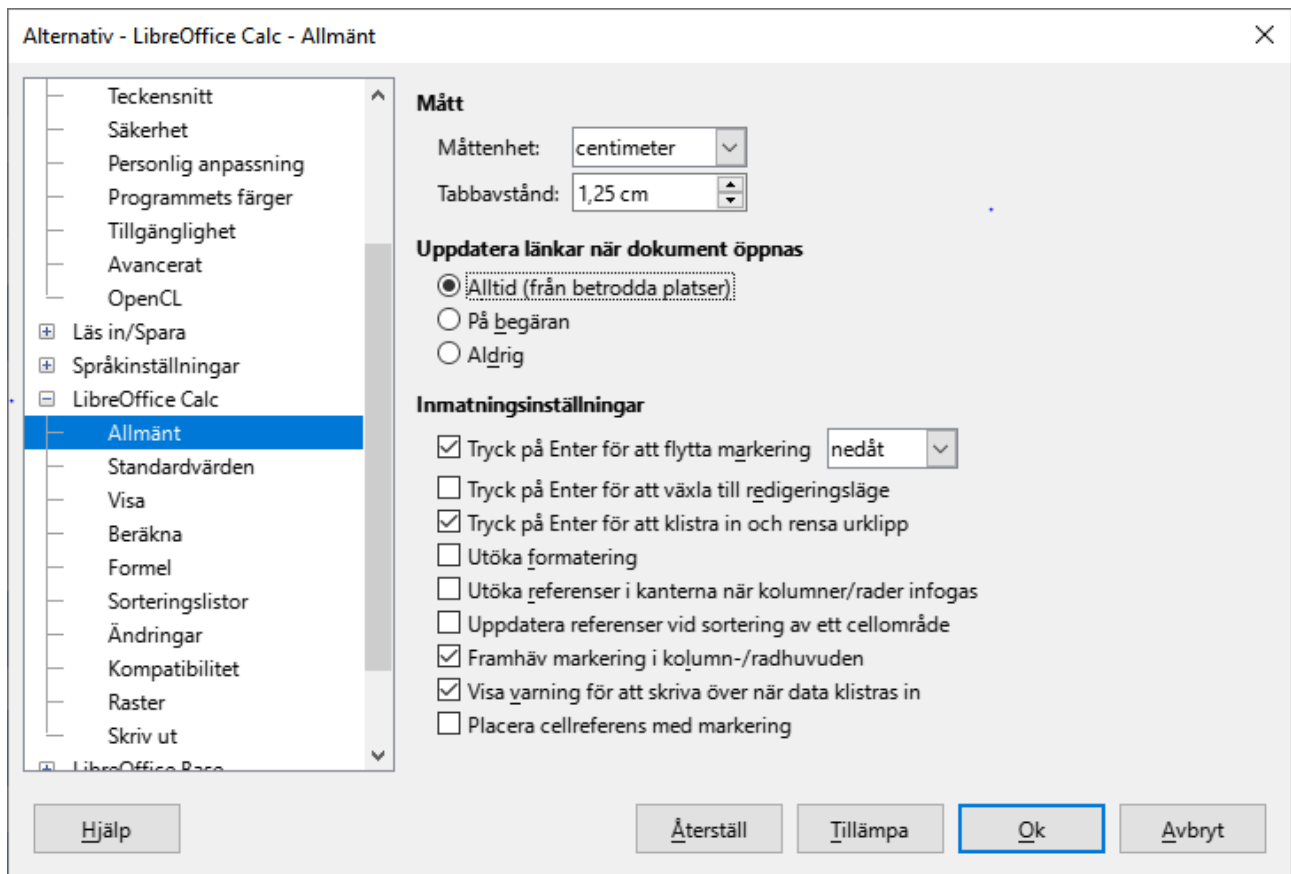 Alternativ - LibreOffice Calc - Allmänt
Teckensnitt
Säkerhet
Personlig anpassning
Programmets färger
Tillgänglighet
Avancerat
OpenCL
Läs in/Spara
Språkinställningar
LibreOffice Calc
Allmänt
Standardvärden
Visa
Beräkna
Formel
Sorteringslistor
Ändringar
Kompatibilitet
Raster
Skriv ut
LibreOffice Base
Mått
Måttenhet: centimeter
Tabbavstånd: 1,25 cm
Uppdatera länkar när dokument öppnas
Alltid (från betrodda platser)
På begäran
Aldrig
Inmatningsinställningar
Tryck på Enter för att flytta markering nedåt
Tryck på Enter för att växla till redigeringsläge
Tryck på Enter för att klistra in och rensa urklipp
Utöka formatering
Utöka referenser i kanterna när kolumner/rader infogas
Uppdatera referenser vid sortering av ett cellområde
Framhäv markering i kolumn-/radhuvuden
Visa varning för att skriva över när data klistras in
Placera cellreferens med markering
Hjälp Återställ Tillämpa Ok Avbryt